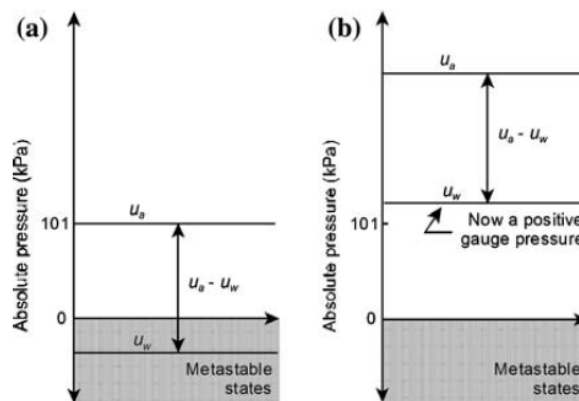 (a)
Absolute pressure (kPa)
101
0
u_a
u_a - u_w
u_w
Metastable
states
(b)
Absolute pressure (kPa)
101
0
u_a
u_a - u_w
u_w
Now a positive
gauge pressure
Metastable
states